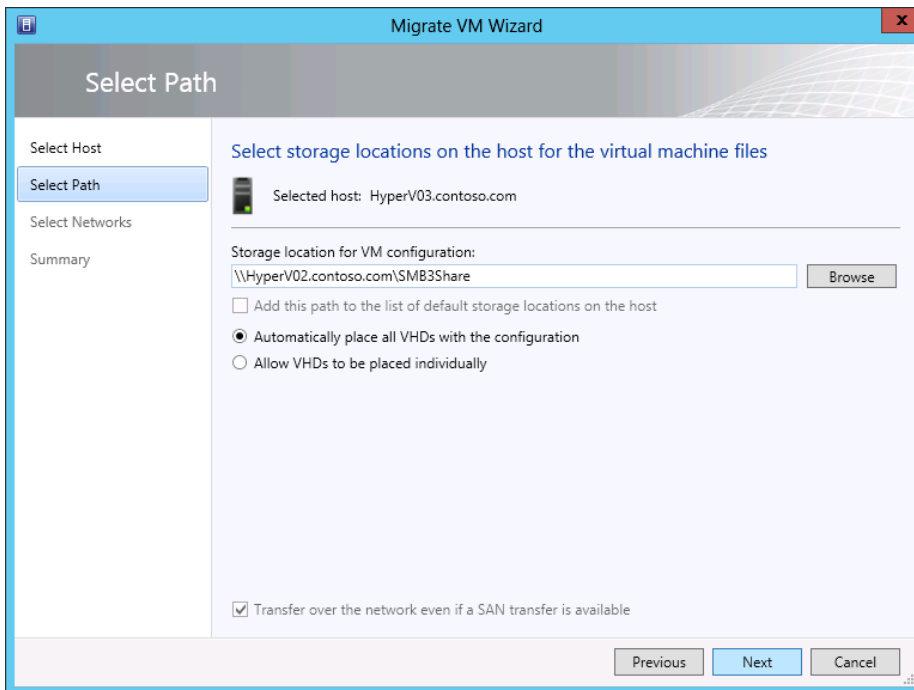 Migrate VM Wizard
x
Select Path
Select Host
Select Path
Select Networks
Summary
Select storage locations on the host for the virtual machine files
Selected host: HyperV03.contoso.com
Storage location for VM configuration:
\\HyperV02.contoso.com\SMB3Share
Browse
Add this path to the list of default storage locations on the host
Automatically place all VHDs with the configuration
Allow VHDs to be placed individually
Transfer over the network even if a SAN transfer is available
Previous
Next
Cancel